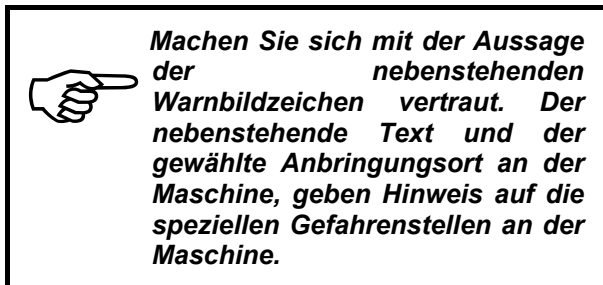 Machen Sie sich mit der Aussage
der nebenstehenden
Warnbildzeichen vertraut. Der
nebenstehende Text und der
gewählte Anbringungsort an der
Maschine, geben Hinweis auf die
speziellen Gefahrenstellen an der
Maschine.